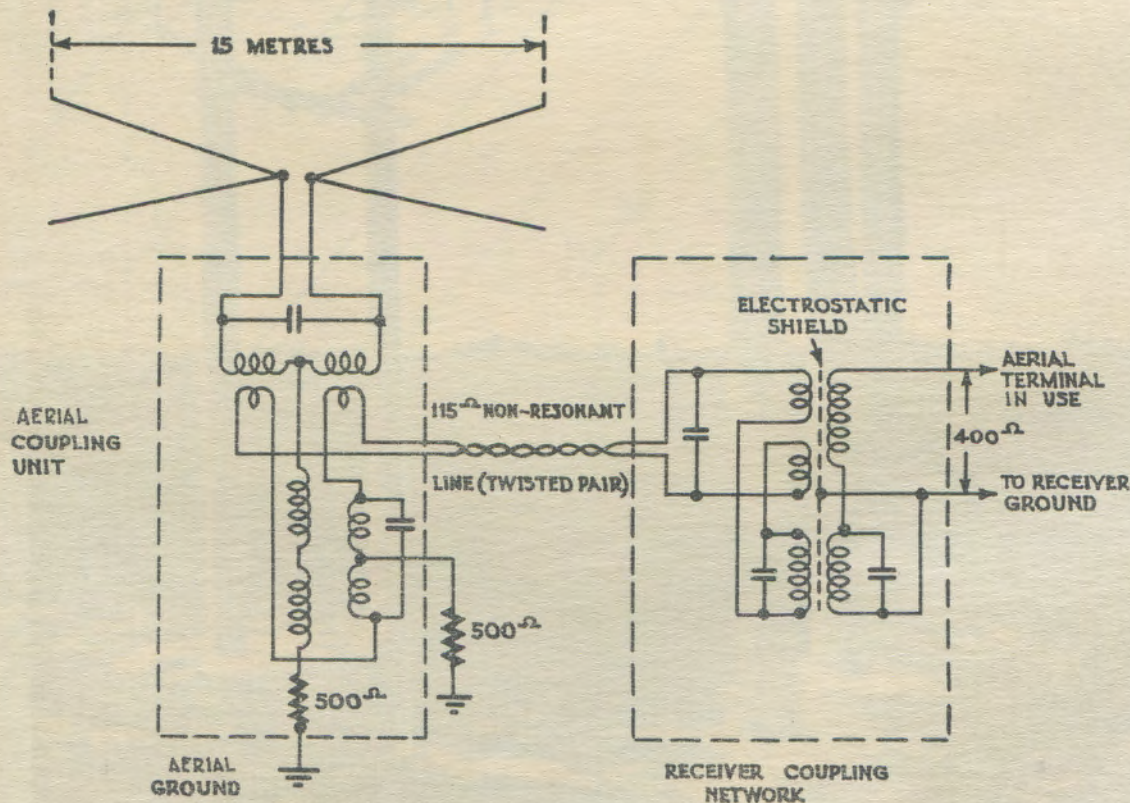 15 METRES
ELECTROSTATIC
SHIELD
AERIAL
TERMINAL
IN USE
115Ω NON-RESONANT
400Ω
AERIAL
COUPLING
UNIT
LINE (TWISTED PAIR)
TO RECEIVER
GROUND
500Ω
500Ω
AERIAL
GROUND
RECEIVER COUPLING
NETWORK